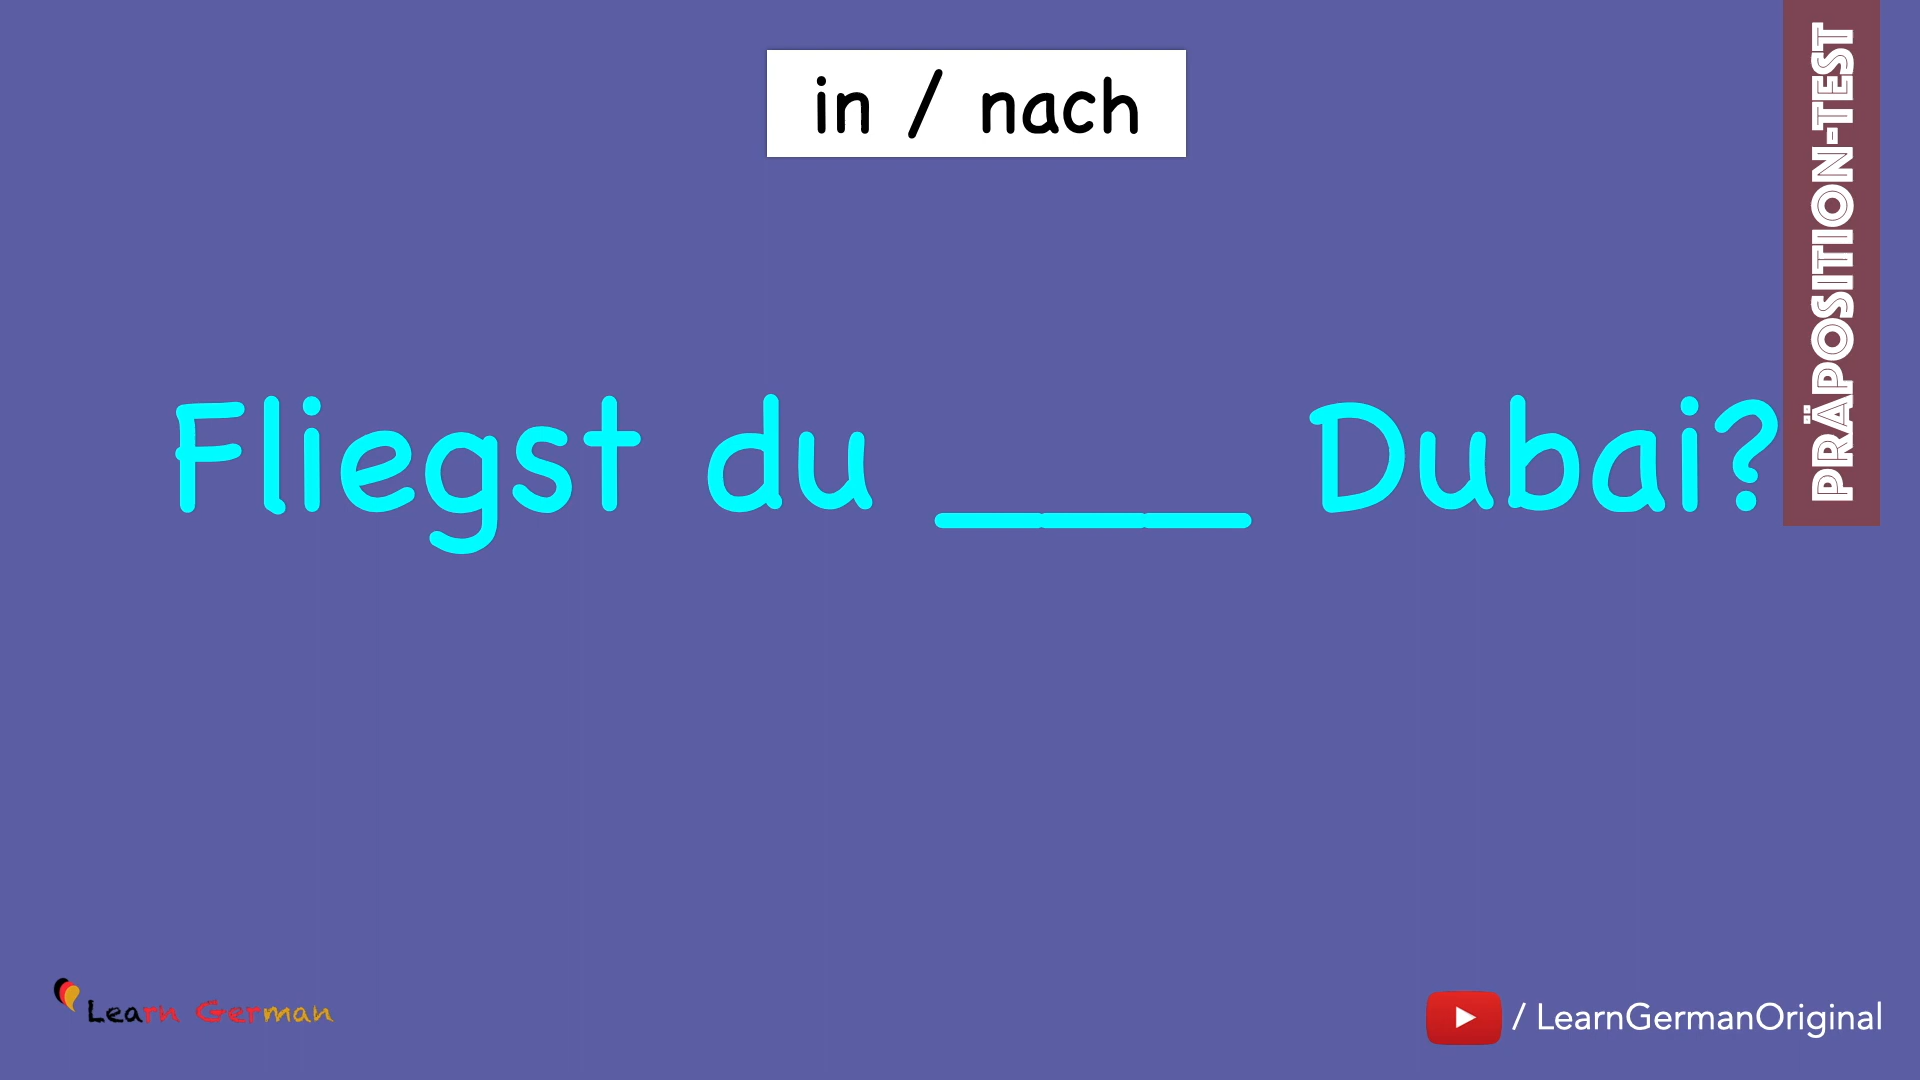 in / nach
PRÄPOSITION-TEST
Fliegst du ___ Dubai?
Learn German
/ LearnGermanOriginal